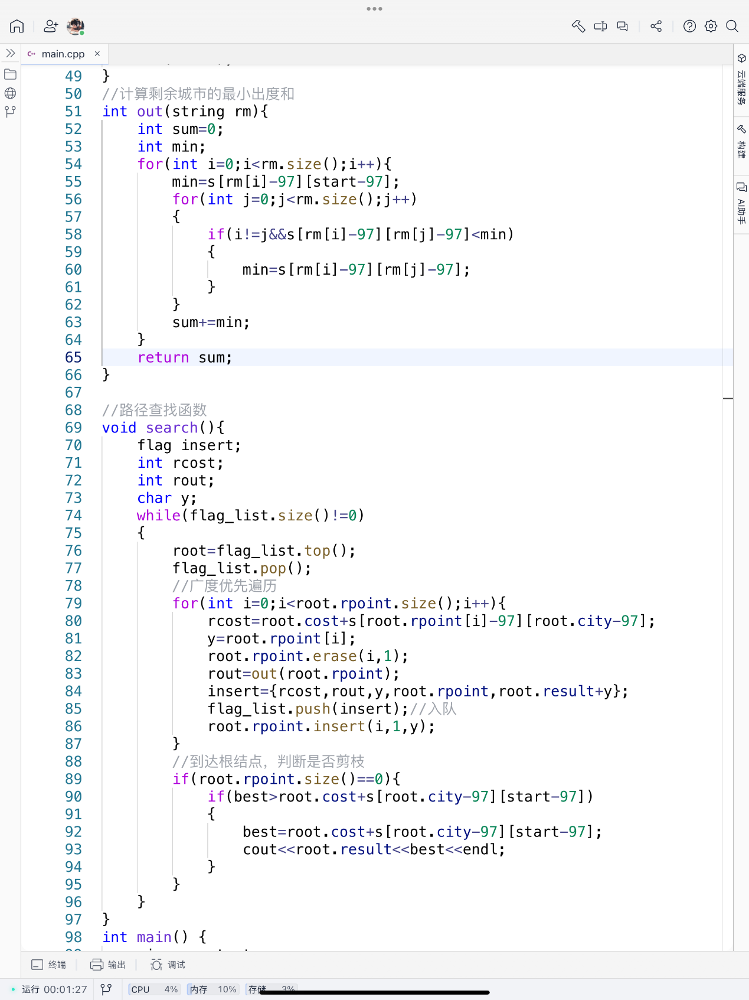 main.cpp
49 }
50 //计算剩余城市的最小出度和
51 int out(string rm){
52 int sum=0;
53 int min;
54 for(int i=0;i<rm.size();i++){
55 min=s[rm[i]-97][start-97];
56 for(int j=0;j<rm.size();j++)
57 {
58 if(i!=j&&s[rm[i]-97][rm[j]-97]<min)
59 {
60 min=s[rm[i]-97][rm[j]-97];
61 }
62 }
63 sum+=min;
64 }
65 return sum;
66 }
67
68 //路径查找函数
69 void search(){
70 flag insert;
71 int rcost;
72 int rout;
73 char y;
74 while(flag_list.size()!=0)
75 {
76 root=flag_list.top();
77 flag_list.pop();
78 //广度优先遍历
79 for(int i=0;i<root.rpoint.size();i++){
80 rcost=root.cost+s[root.rpoint[i]-97][root.city-97];
81 y=root.rpoint[i];
82 root.rpoint.erase(i,1);
83 rout=out(root.rpoint);
84 insert={rcost,rout,y,root.rpoint,root.result+y};
85 flag_list.push(insert);//入队
86 root.rpoint.insert(i,1,y);
87 }
88 //到达根结点，判断是否剪枝
89 if(root.rpoint.size()==0){
90 if(best>root.cost+s[root.city-97][start-97])
91 {
92 best=root.cost+s[root.city-97][start-97];
93 cout<<root.result<<best<<endl;
94 }
95 }
96 }
97 }
98 int main() {
云端服务
构建
AI助手
终端 输出 调试
运行 00:01:27 CPU 4% 内存 10% 存储 3%